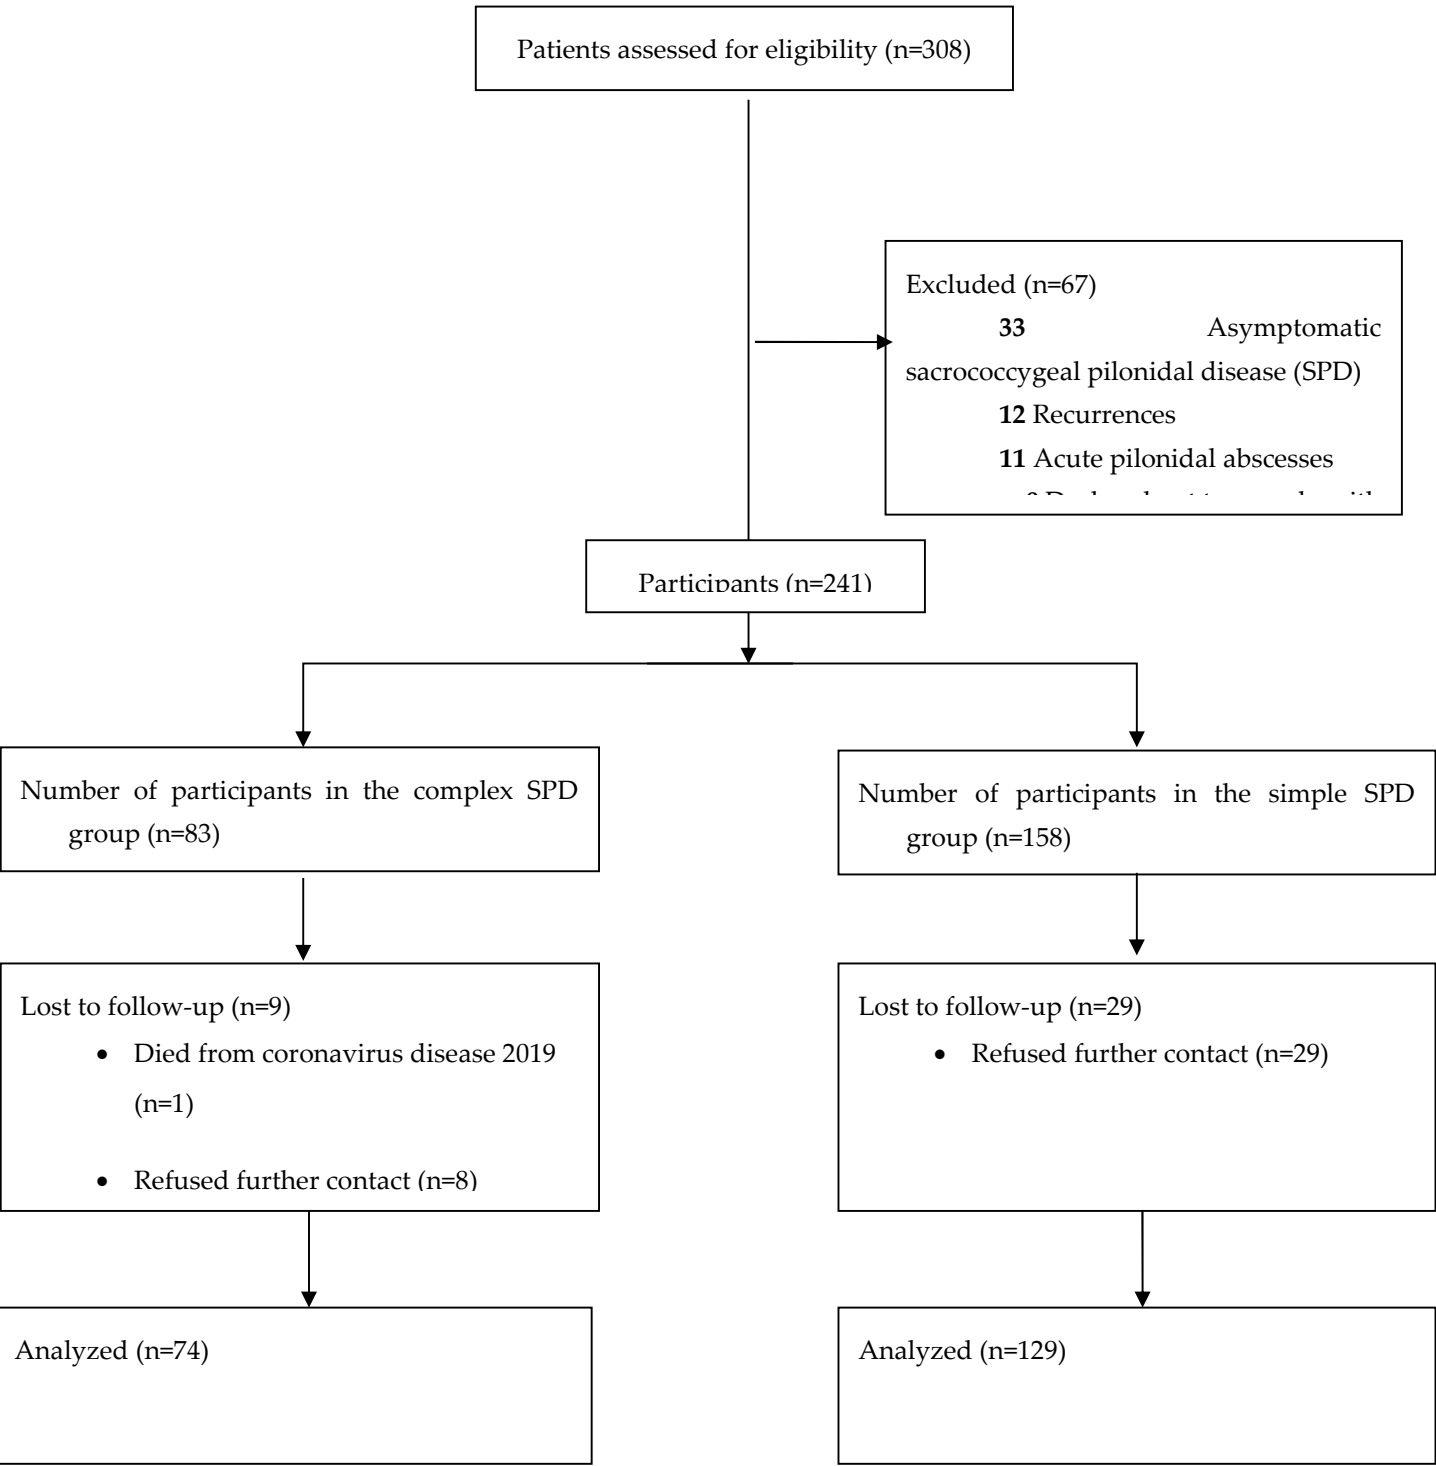 Patients assessed for eligibility (n=308)
Excluded (n=67)
33 Asymptomatic
sacrococcygeal pilonidal disease (SPD)
12 Recurrences
11 Acute pilonidal abscesses
Participants (n=241)
Number of participants in the complex SPD
group (n=83)
Number of participants in the simple SPD
group (n=158)
Lost to follow-up (n=9)
• Died from coronavirus disease 2019
(n=1)
• Refused further contact (n=8)
Lost to follow-up (n=29)
• Refused further contact (n=29)
Analyzed (n=74)
Analyzed (n=129)